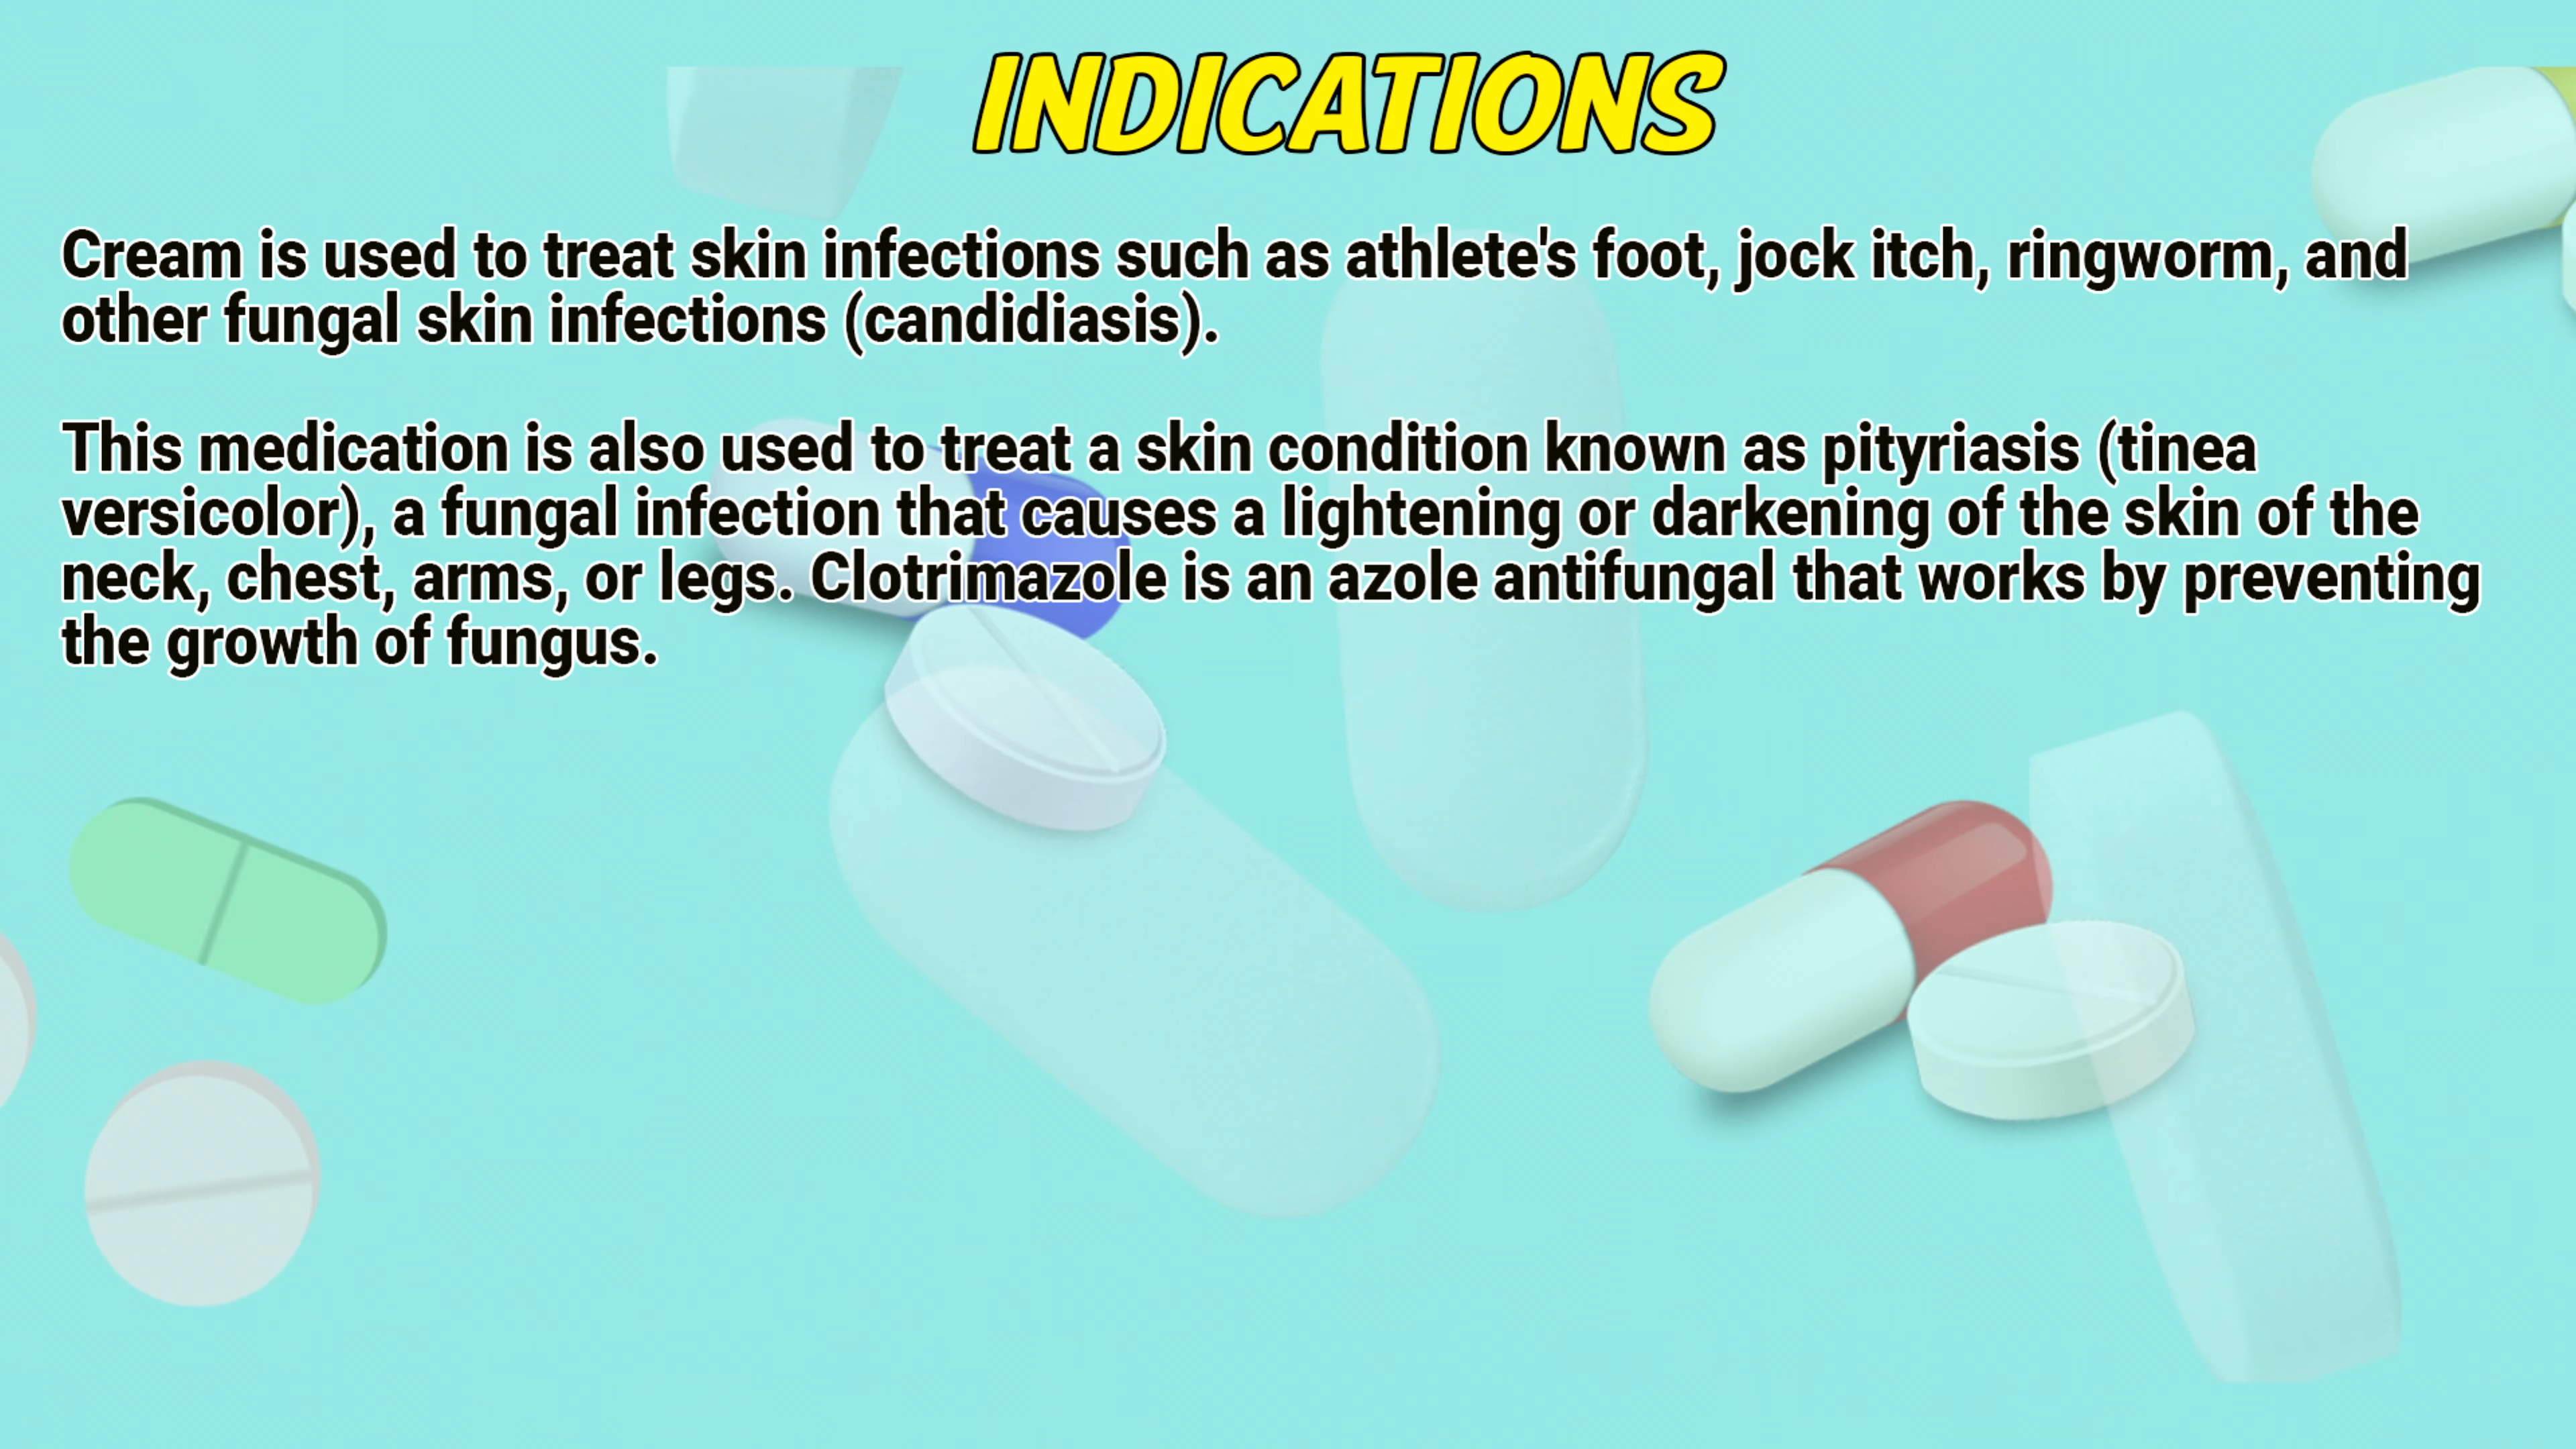 INDICATIONS
Cream is used to treat skin infections such as athlete's foot, jock itch, ringworm, and
other fungal skin infections (candidiasis).
This medication is also used to treat a skin condition known as pityriasis (tinea
versicolor), a fungal infection that causes a lightening or darkening of the skin of the
neck, chest, arms, or legs. Clotrimazole is an azole antifungal that works by preventing
the growth of fungus.